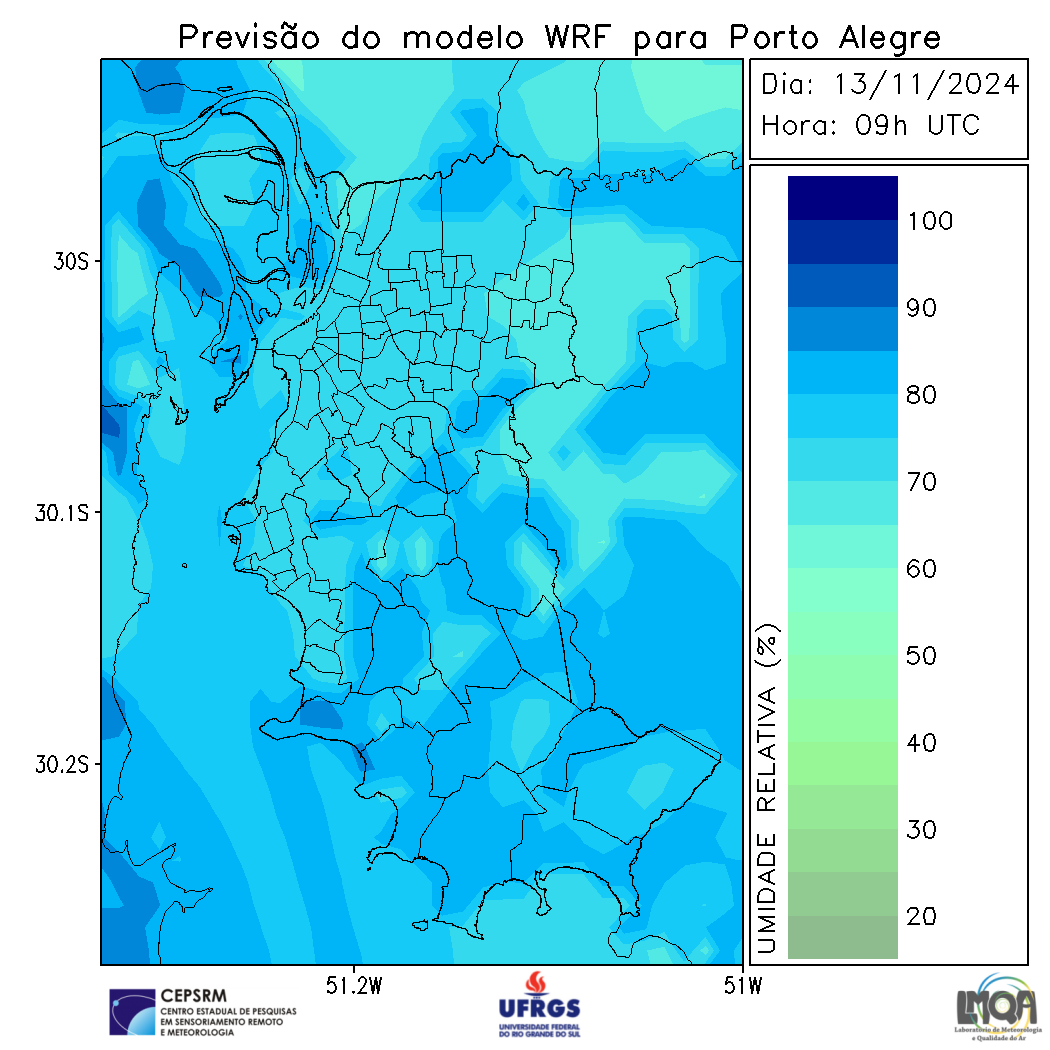 Previsão do modelo WRF para Porto Alegre
Dia: 13/11/2024
Hora: 09h UTC
30S
30.1S
30.2S
51.2W
51W
100
90
80
70
60
50
40
30
20
UMIDADE RELATIVA (%)
CEPSRM
CENTRO ESTADUAL DE PESQUISAS
EM SENSORIAMENTO REMOTO
E METEOROLOGIA
UFRGS
UNIVERSIDADE FEDERAL
DO RIO GRANDE DO SUL
LMQA
Laboratório de Meteorologia
e Qualidade do Ar